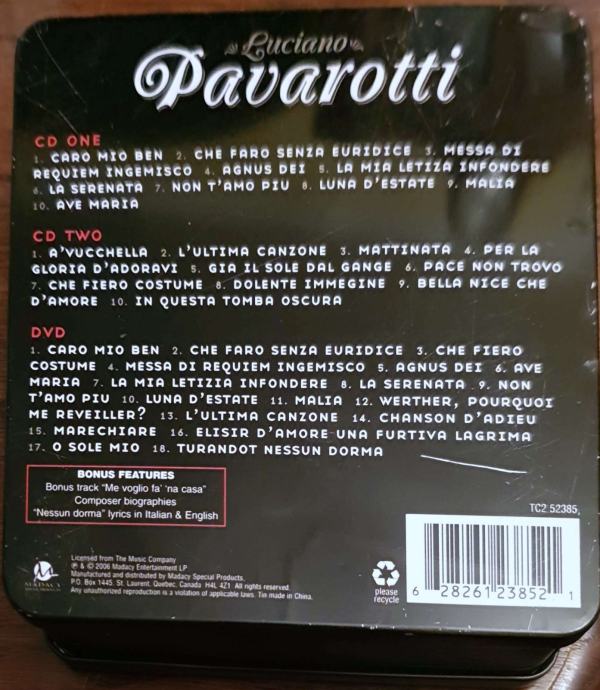 Luciano
Pavarotti
CD ONE
1. CARO MIO BEN 2. CHE FARO SENZA EURIDICE 3. MESSA DI
REQUIEM INGEMISCO 4. AGNUS DEI 5. LA MIA LETIZA INFONDERE
6. LA SERENATA 7. NON T'AMO PIU 8. LUNA D'ESTATE 9. MALIA
10. AVE MARIA
CD TWO
1. A'VUCCHELLA 2. L'ULTIMA CANZONE 3. MATTINATA 4. PER LA
GLORIA D'ADORAVI 5. GIA IL SOLE DAL GANGE 6. PACE NON TROVO
7. CHE FIERO COSTUME 8. DOLENTE IMMEGINE 9. BELLA NICE CHE
D'AMORE 10. IN QUESTA TOMBA OSCURA
DVD
1. CARO MIO BEN 2. CHE FARO SENZA EURIDICE 3. CHE FIERO
COSTUME 4. MESSA DI REQUIEM INGEMISCO 5. AGNUS DEI 6. AVE
MARIA 7. LA MIA LETIZIA INFONDERE 8. LA SERENATA 9. NON
T'AMO PIU 10. LUNA D'ESTATE 11. MALIA 12. WERTHER, POURQUOI
ME REVEILLER? 13. L'ULTIMA CANZONE 14. CHANSON D'ADIEU
15. MARECHIARE 16. ELISIR D'AMORE-UNA FURTIVA LAGRIMA
17. O SOLE MIO 18. TURANDOT NESSUN DORMA
BONUS FEATURES
Bonus track "Me voglio fa' 'na casa"
Composer biographies
"Nessun dorma" lyrics in Italian & English
TC2 52385
Licensed from The Music Company
℗ & © 2006 Madacy Entertainment LP
Manufactured and distributed by Madacy Special Products,
P.O. Box 1445, St. Laurent, Quebec, Canada H4L 4Z1 All rights reserved.
Any unauthorized reproduction is a violation of applicable laws. Tin made in China.
MADACY
please
recycle
6 28261 23852 1